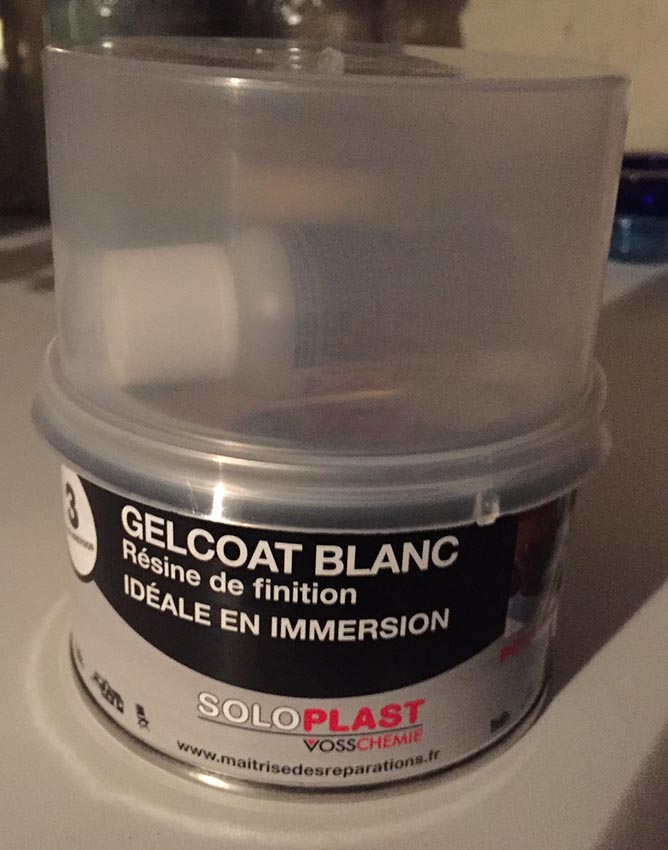 3
GELCOAT BLANC
Résine de finition
IDÉALE EN IMMERSION
SOLOPLAST
VOSSCHEMIE
www.maitrisedesreparations.fr